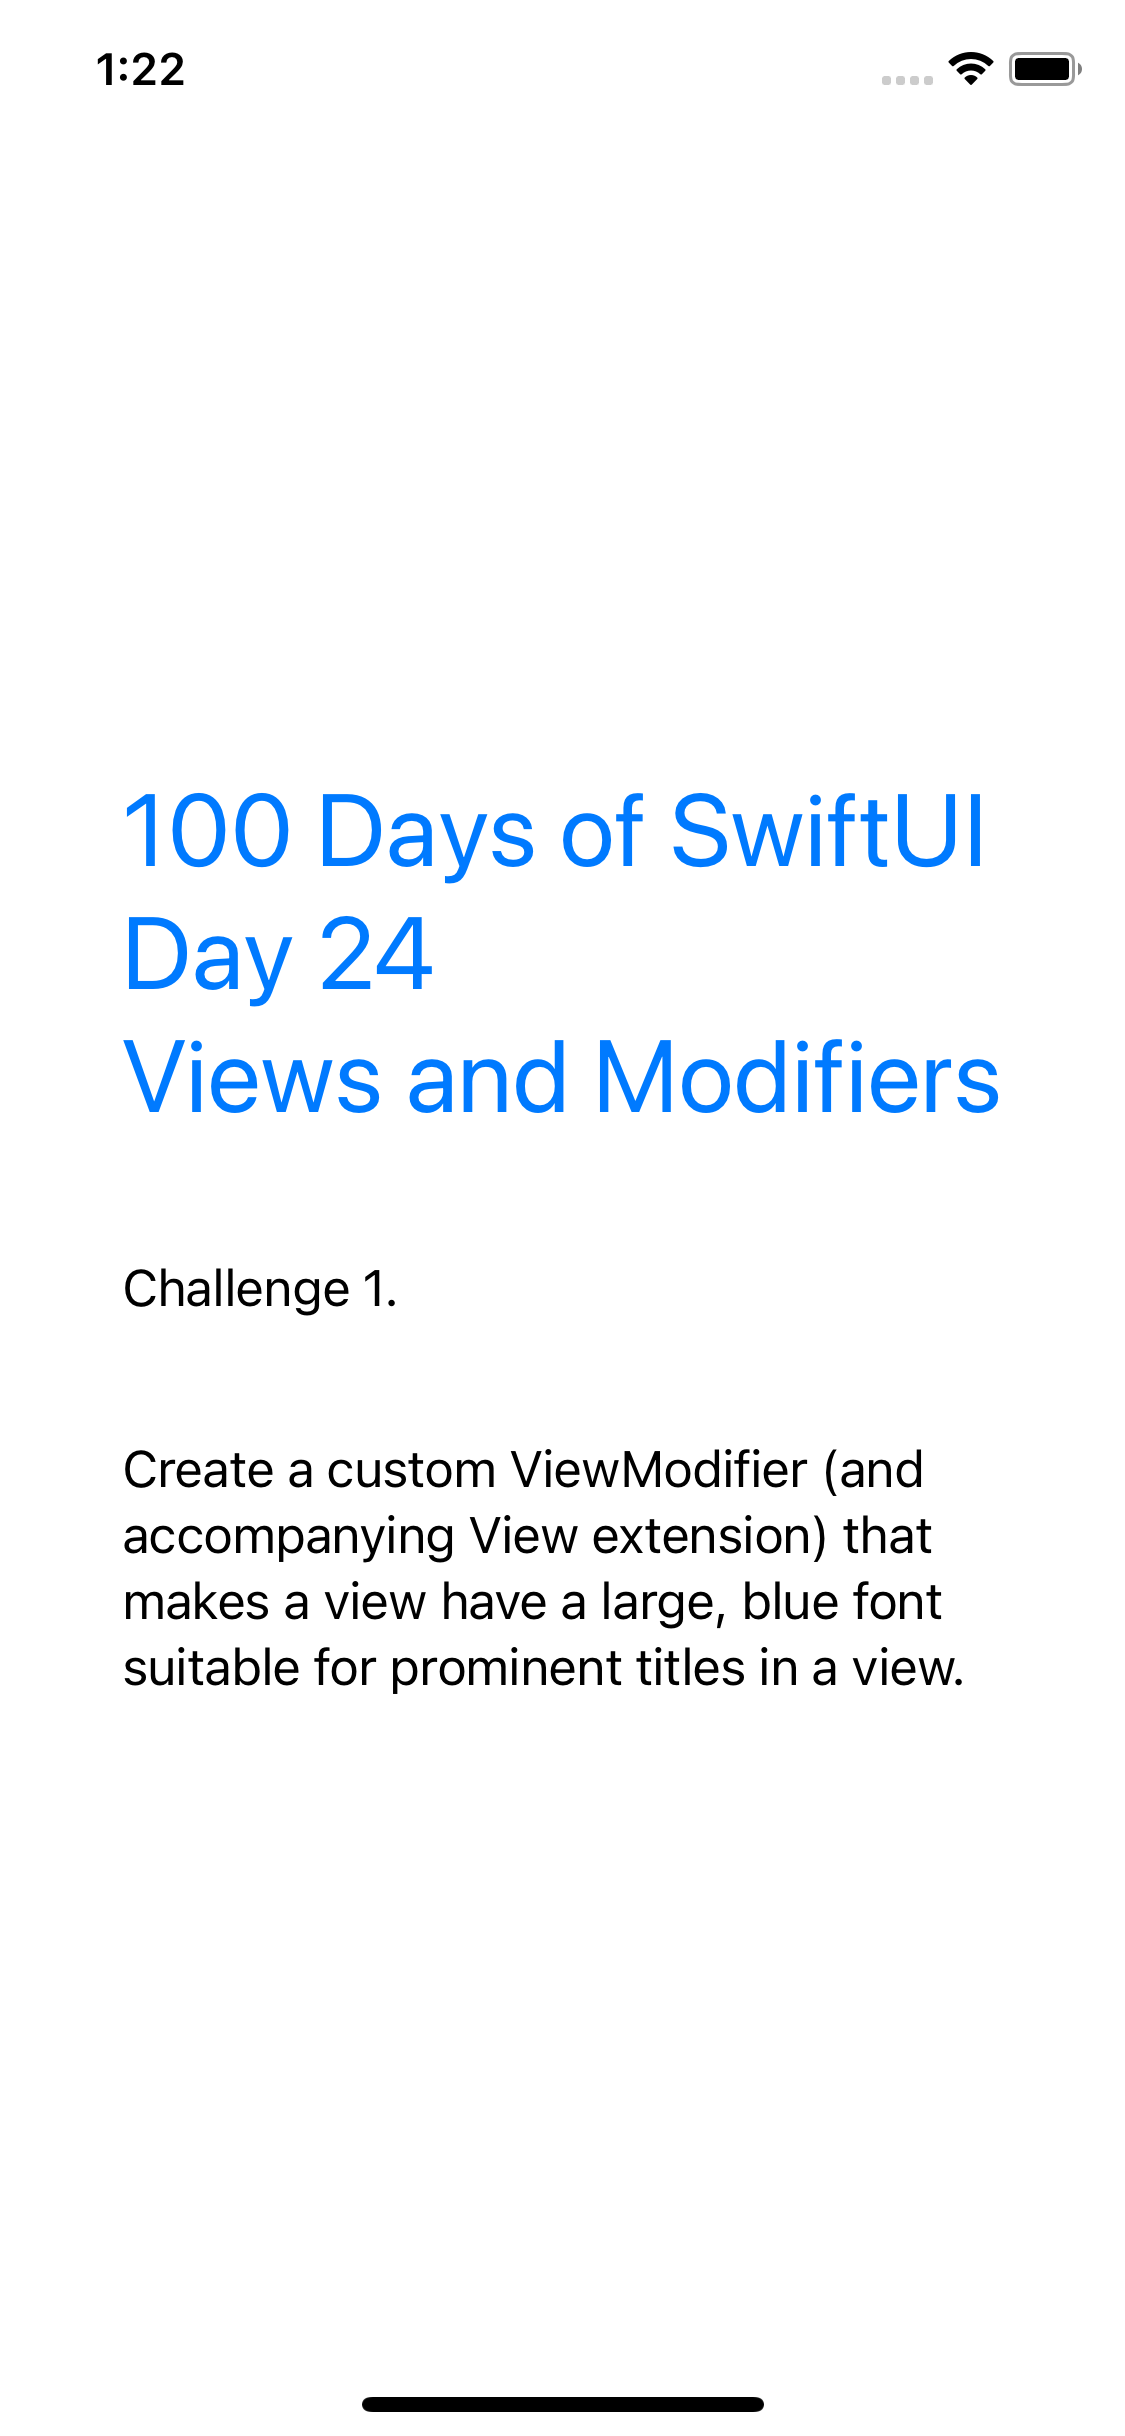 1:22
100 Days of SwiftUI
Day 24
Views and Modifiers
Challenge 1.
Create a custom ViewModifier (and
accompanying View extension) that
makes a view have a large, blue font
suitable for prominent titles in a view.